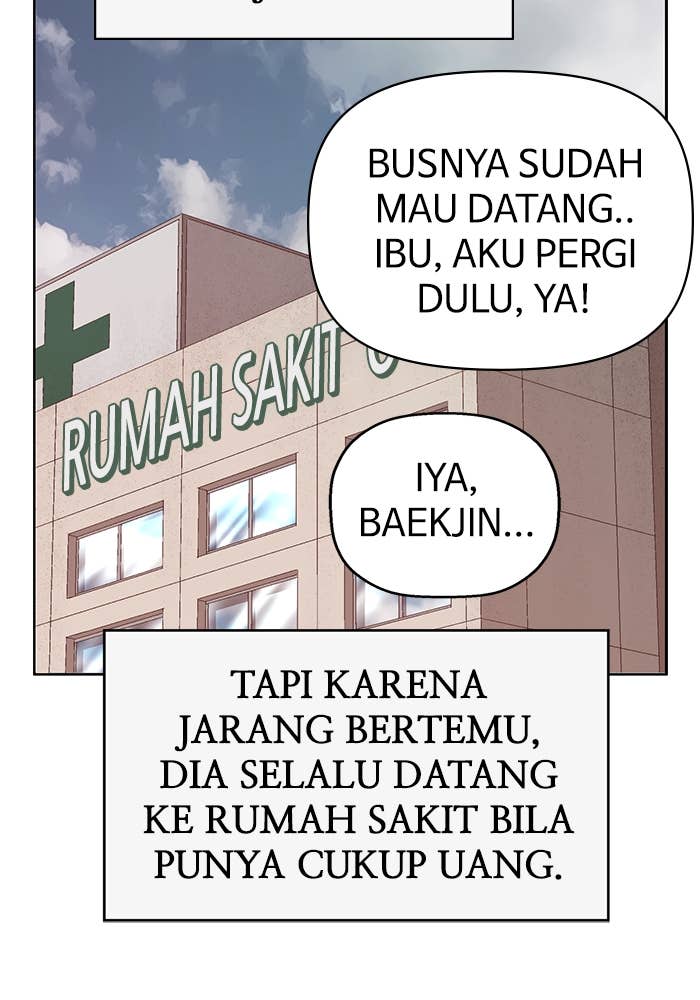 BUSNYA SUDAH
MAU DATANG..
IBU, AKU PERGI
DULU, YA!
RUMAH SAKIT
IYA,
BAEKJIN...
TAPI KARENA
JARANG BERTEMU,
DIA SELALU DATANG
KE RUMAH SAKIT BILA
PUNYA CUKUP UANG.